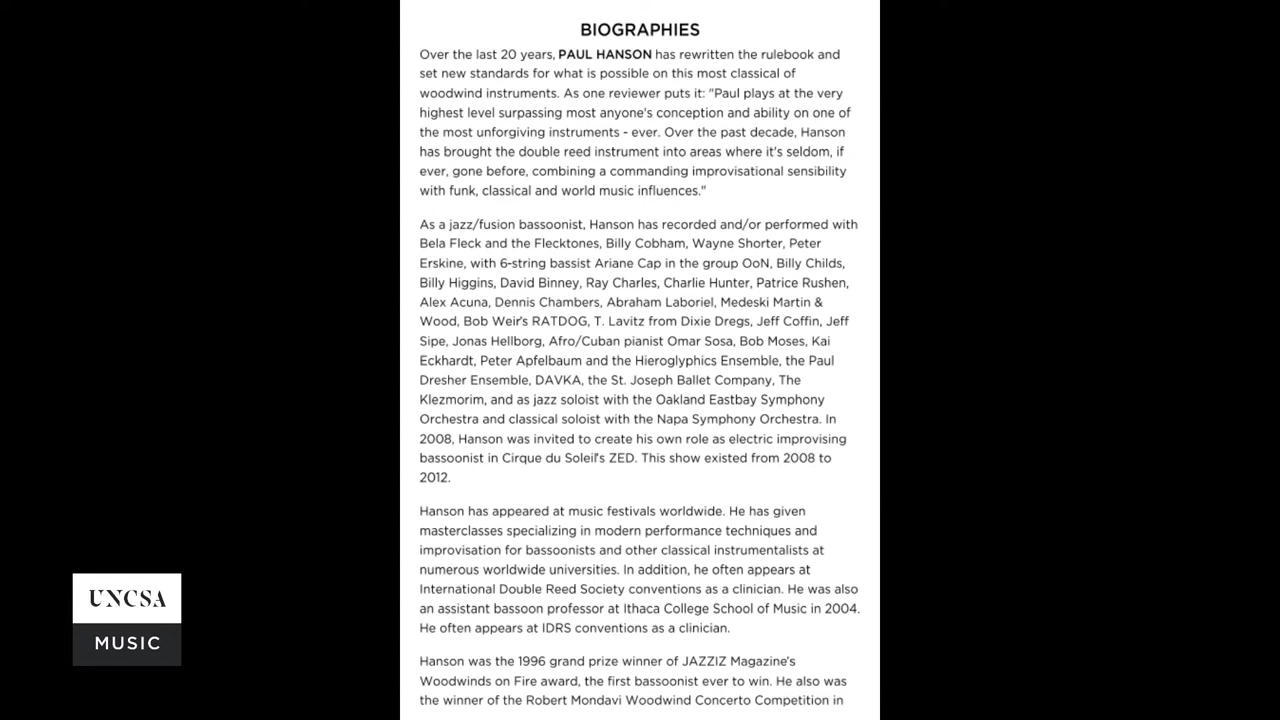 BIOGRAPHIES
Over the last 20 years, PAUL HANSON has rewritten the rulebook and
set new standards for what is possible on this most classical of
woodwind instruments. As one reviewer puts it: "Paul plays at the very
highest level surpassing most anyone's conception and ability on one of
the most unforgiving instruments - ever. Over the past decade, Hanson
has brought the double reed instrument into areas where it's seldom, if
ever, gone before, combining a commanding improvisational sensibility
with funk, classical and world music influences."
As a jazz/fusion bassoonist, Hanson has recorded and/or performed with
Bela Fleck and the Flecktones, Billy Cobham, Wayne Shorter, Peter
Erskine, with 6-string bassist Ariane Cap in the group OoN, Billy Childs,
Billy Higgins, David Binney, Ray Charles, Charlie Hunter, Patrice Rushen,
Alex Acuna, Dennis Chambers, Abraham Laboriel, Medeski Martin &
Wood, Bob Weir's RATDOG, T. Lavitz from Dixie Dregs, Jeff Coffin, Jeff
Sipe, Jonas Hellborg, Afro/Cuban pianist Omar Sosa, Bob Moses, Kai
Eckhardt, Peter Apfelbaum and the Hieroglyphics Ensemble, the Paul
Dresher Ensemble, DAVKA, the St. Joseph Ballet Company, The
Klezmorim, and as jazz soloist with the Oakland Eastbay Symphony
Orchestra and classical soloist with the Napa Symphony Orchestra. In
2008, Hanson was invited to create his own role as electric improvising
bassoonist in Cirque du Soleil's ZED. This show existed from 2008 to
2012.
Hanson has appeared at music festivals worldwide. He has given
masterclasses specializing in modern performance techniques and
improvisation for bassoonists and other classical instrumentalists at
numerous worldwide universities. In addition, he often appears at
International Double Reed Society conventions as a clinician. He was also
an assistant bassoon professor at Ithaca College School of Music in 2004.
He often appears at IDRS conventions as a clinician.
Hanson was the 1996 grand prize winner of JAZZIZ Magazine's
Woodwinds on Fire award, the first bassoonist ever to win. He also was
the winner of the Robert Mondavi Woodwind Concerto Competition in
UNCSA
MUSIC